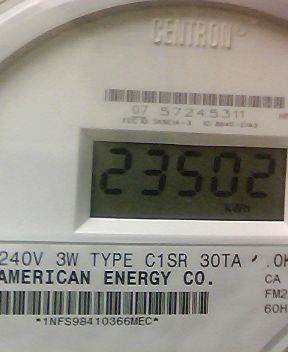 CENTRON®
07 57245311
23502
KWh
240V 3W TYPE C1SR 30TA
AMERICAN ENERGY CO.
CA
FM2
60H
*1NFS98410366MEC*